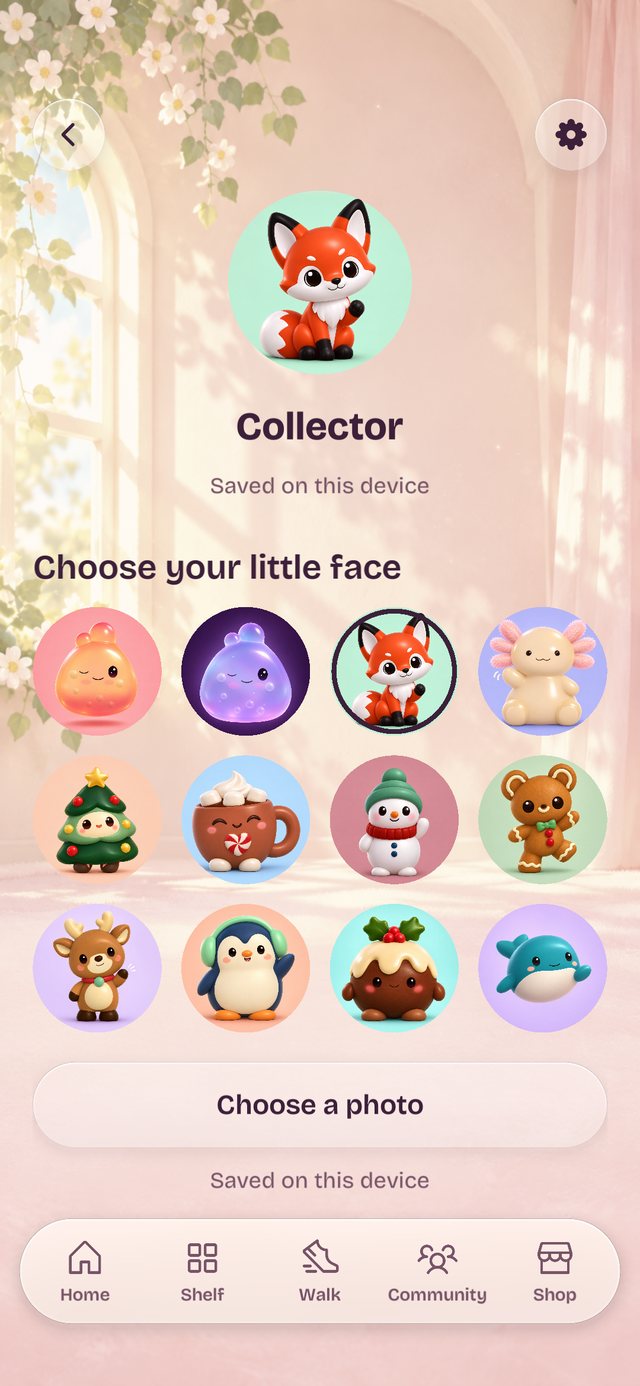 Collector
Saved on this device
Choose your little face
Choose a photo
Saved on this device
Home
Shelf
Walk
Community
Shop